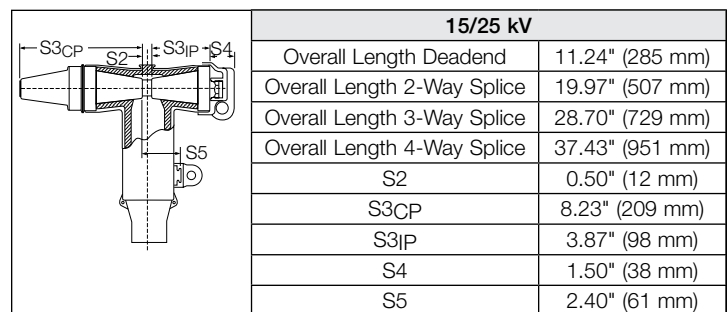 S3CP
S2
S3IP
S4
S5
15/25 kV
Overall Length Deadend 11.24" (285 mm)
Overall Length 2-Way Splice 19.97" (507 mm)
Overall Length 3-Way Splice 28.70" (729 mm)
Overall Length 4-Way Splice 37.43" (951 mm)
S2 0.50" (12 mm)
S3CP 8.23" (209 mm)
S3IP 3.87" (98 mm)
S4 1.50" (38 mm)
S5 2.40" (61 mm)